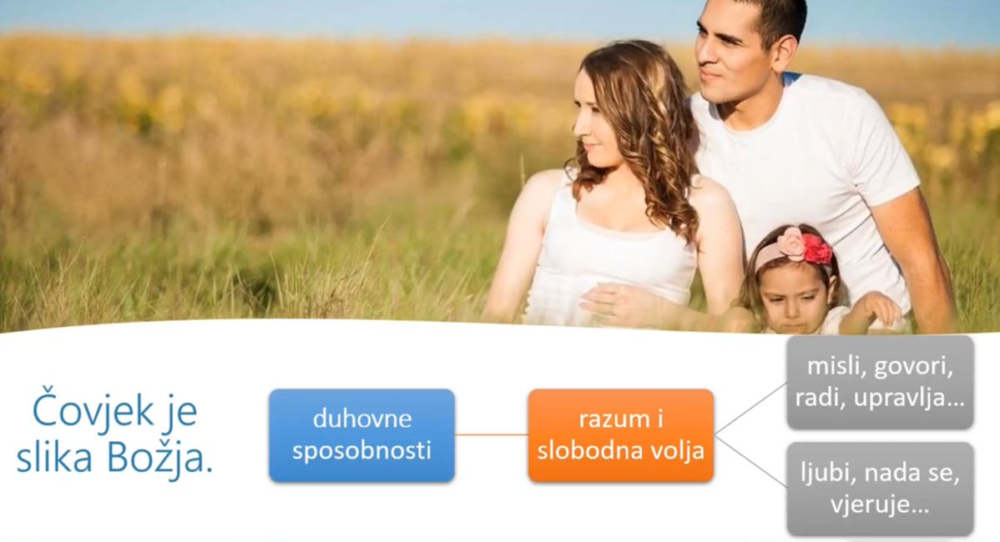 Čovjek je
slika Božja.
duhovne
sposobnosti
razum i
slobodna volja
misli, govori,
radi, upravlja...
ljubi, nada se,
vjeruje...